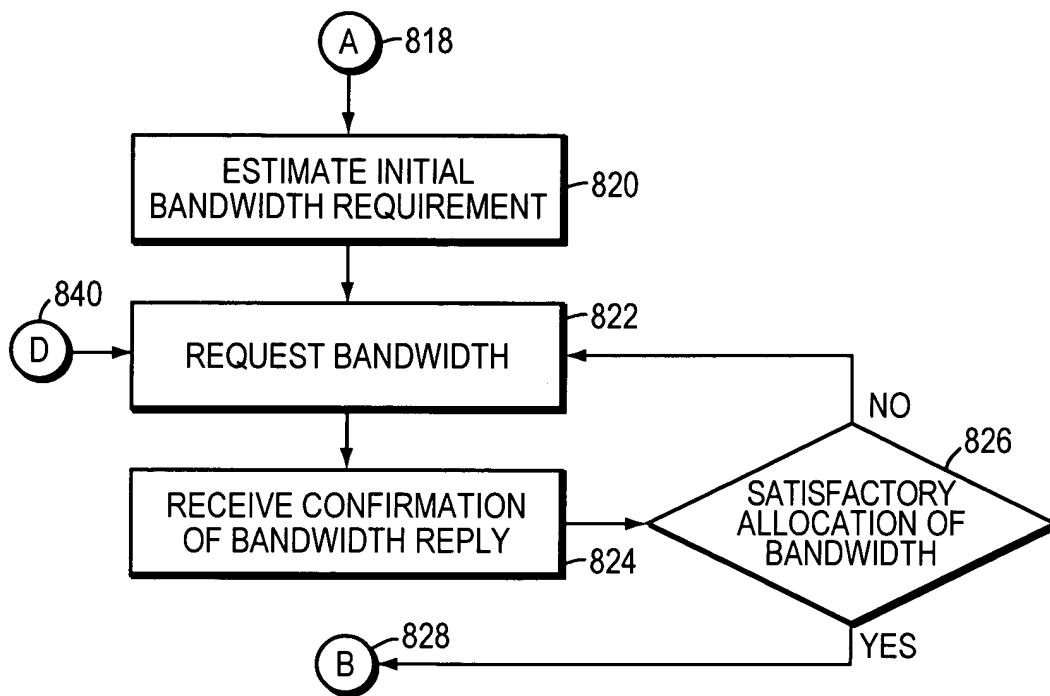 A
818
ESTIMATE INITIAL
BANDWIDTH REQUIREMENT
820
840
D
REQUEST BANDWIDTH
822
NO
826
RECEIVE CONFIRMATION
OF BANDWIDTH REPLY
824
SATISFACTORY
ALLOCATION OF
BANDWIDTH
YES
B
828